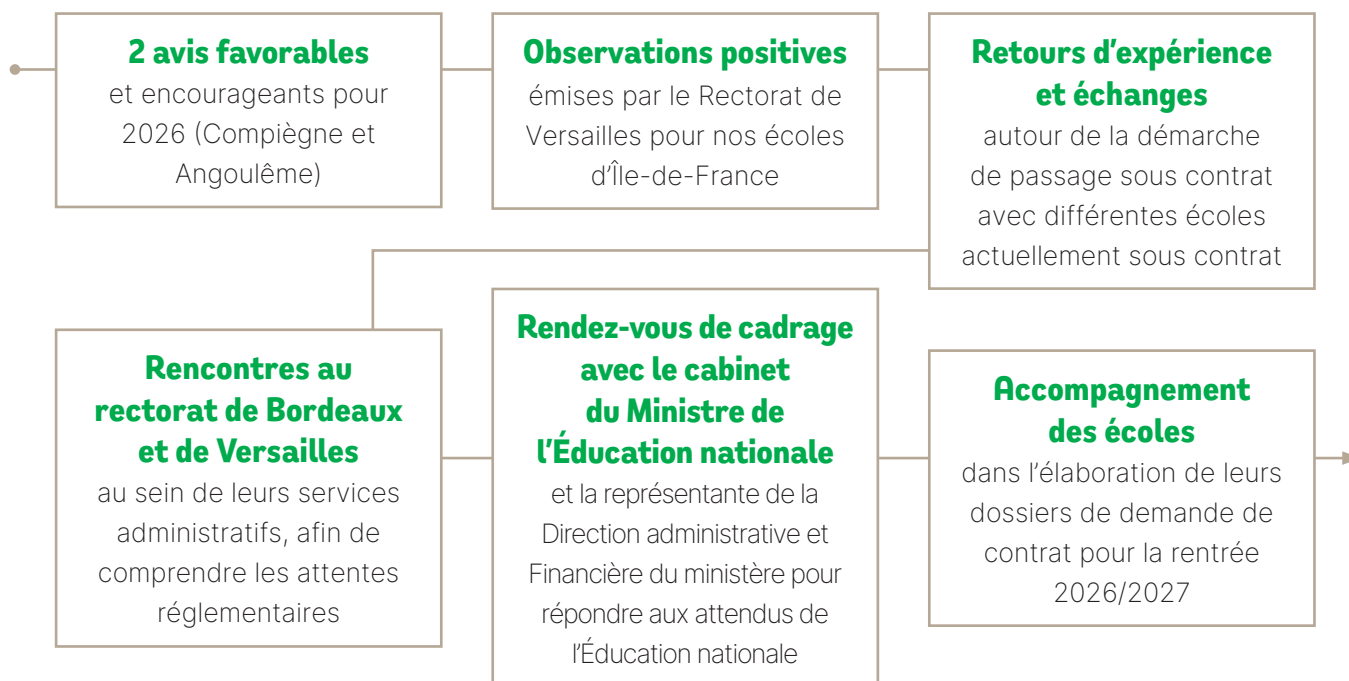 2 avis favorables
et encourageants pour
2026 (Compiègne et
Angoulême)
Observations positives
émises par le Rectorat de
Versailles pour nos écoles
d’Île-de-France
Retours d’expérience
et échanges
autour de la démarche
de passage sous contrat
avec différentes écoles
actuellement sous contrat
Rencontres au
rectorat de Bordeaux
et de Versailles
au sein de leurs services
administratifs, afin de
comprendre les attentes
réglementaires
Rendez-vous de cadrage
avec le cabinet
du Ministre de
l’Éducation nationale
et la représentante de la
Direction administrative et
Financière du ministère pour
répondre aux attendus de
l’Éducation nationale
Accompagnement
des écoles
dans l’élaboration de leurs
dossiers de demande de
contrat pour la rentrée
2026/2027